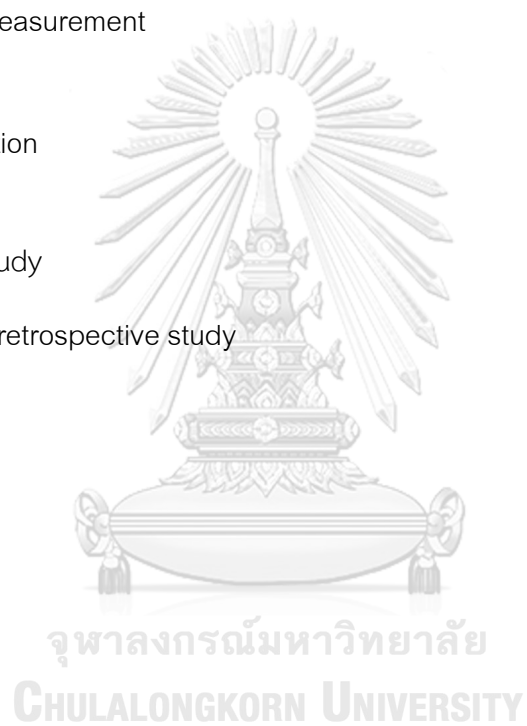 easurement
tion
udy
retrospective study
จุฬาลงกรณ์มหาวิทยาลัย
CHULALONGKORN UNIVERSITY